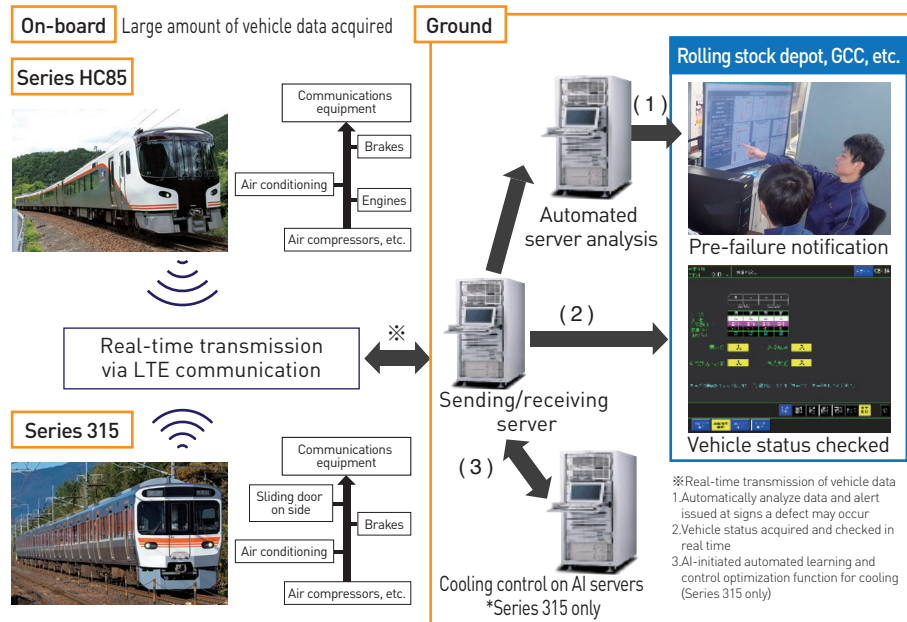 On-board
Large amount of vehicle data acquired
Ground
Series HC85
Communications
equipment
Brakes
Air conditioning
Engines
Air compressors, etc.
Real-time transmission
via LTE communication
※
Series 315
Communications
equipment
Sliding door
on side
Brakes
Air conditioning
Air compressors, etc.
(1)
Automated
server analysis
(2)
Sending/receiving
server
(3)
Cooling control on AI servers
*Series 315 only
Rolling stock depot, GCC, etc.
Pre-failure notification
Vehicle status checked
※Real-time transmission of vehicle data
1.Automatically analyze data and alert
issued at signs a defect may occur
2.Vehicle status acquired and checked in
real time
3.AI-initiated automated learning and
control optimization function for cooling
(Series 315 only)